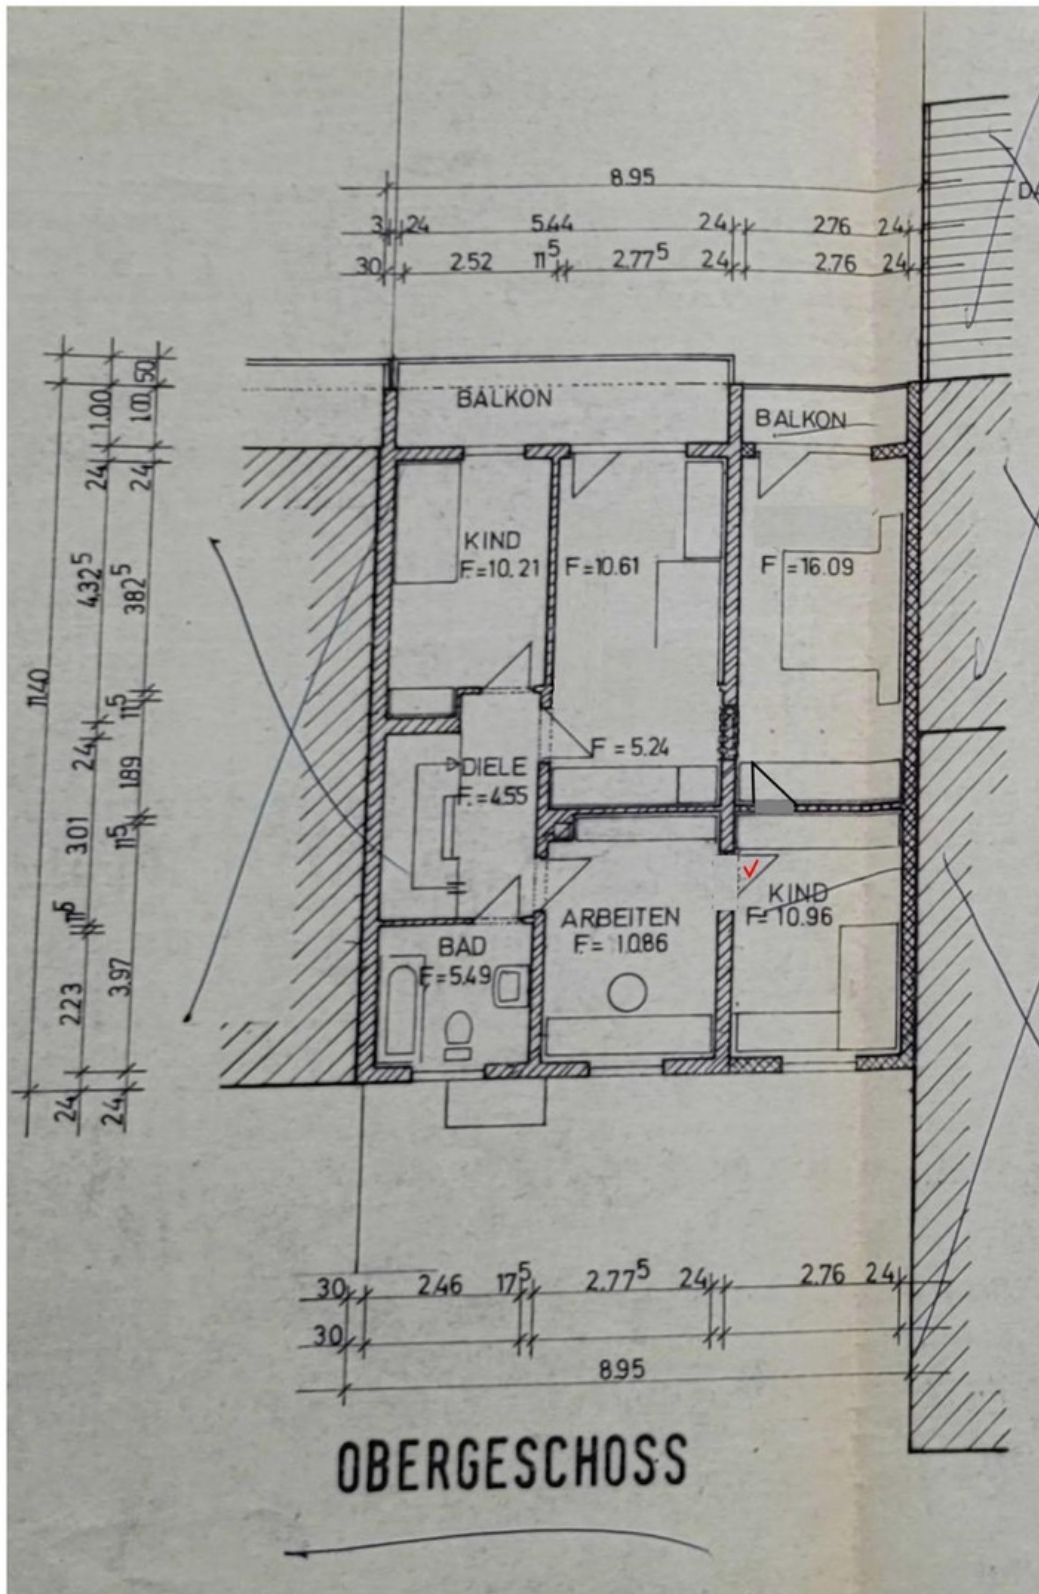 8.95
3 24 5.44 24 2.76 24
30 2.52 11⁵ 2.77⁵ 24 2.76 24
BALKON
BALKON
KIND
F.=10.21
F=10.61
F=16.09
F=5.24
DIELE
F.=4.55
ARBEITEN
F=10.86
KIND
F=10.96
BAD
F=5.49
11.40
1.00
24
4.32⁵
24
3.01
11⁵
2.23
24
50
1.00
24
3.82⁵
11⁵
1.89
11⁵
3.97
24
30 2.46 17⁵ 2.77⁵ 24 2.76 24
30
8.95
OBERGESCHOSS